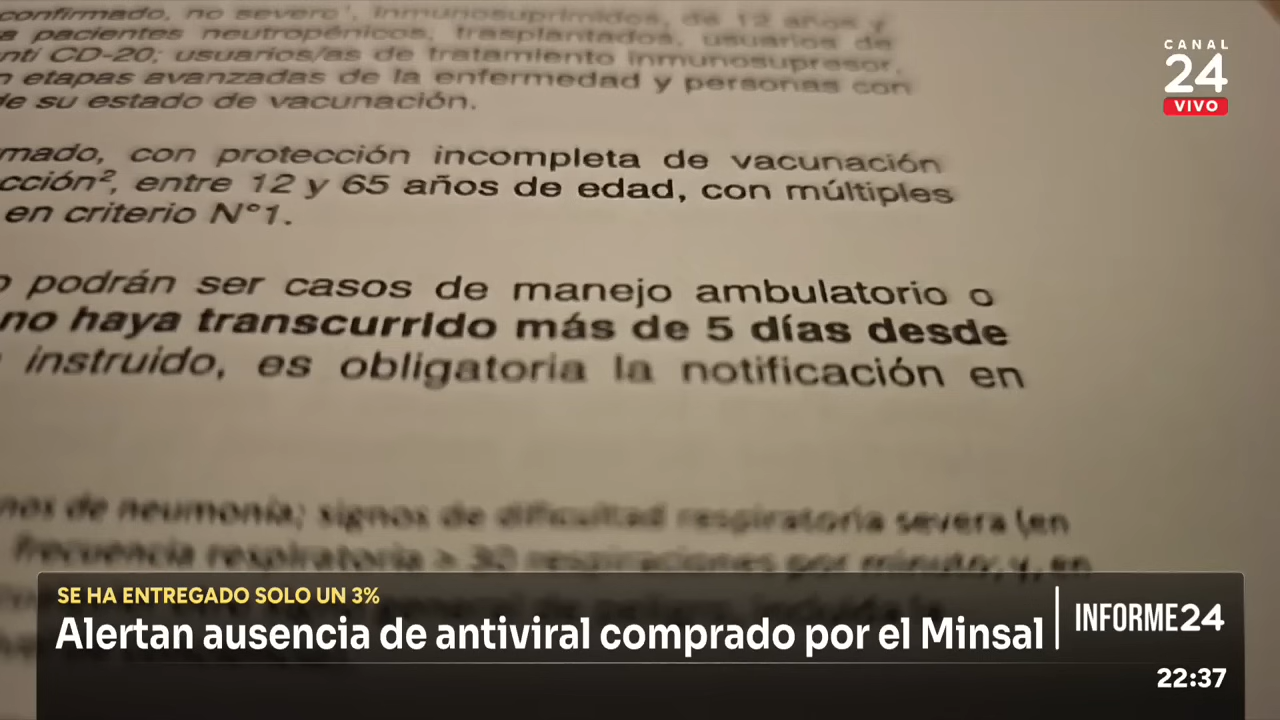 confirmado, no severo¹, inmunosuprimidos, de 12 años y
a pacientes neutropénicos, trasplantados, usuarios de
nti CD-20; usuarios/as de tratamiento inmunosupresor,
n etapas avanzadas de la enfermedad y personas con
de su estado de vacunación.
mado, con protección incompleta de vacunación
cción², entre 12 y 65 años de edad, con múltiples
en criterio N°1.
o podrán ser casos de manejo ambulatorio o
no haya transcurrido más de 5 días desde
instruido, es obligatoria la notificación en
nos de neumonía; signos de dificultad respiratoria severa (en
frecuencia respiratoria > 30 respiraciones por minuto; y, en
CANAL
24
VIVO
SE HA ENTREGADO SOLO UN 3%
Alertan ausencia de antiviral comprado por el Minsal
INFORME24
22:37